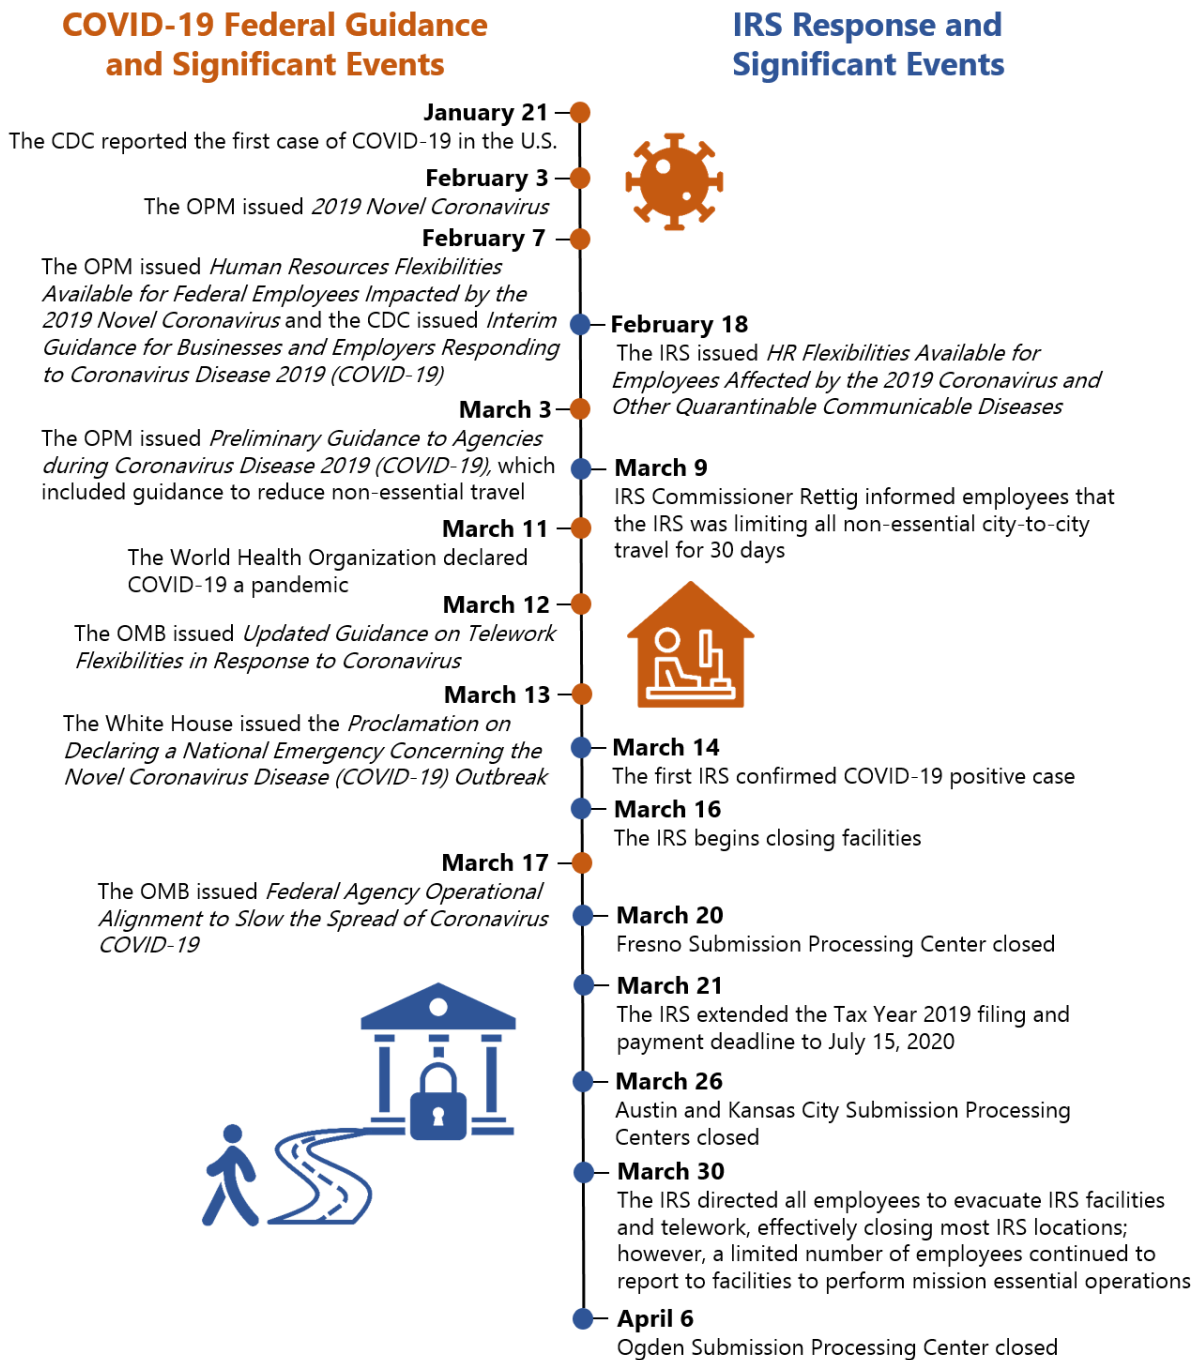 COVID-19 Federal Guidance
and Significant Events
IRS Response and
Significant Events
January 21
The CDC reported the first case of COVID-19 in the U.S.
February 3
The OPM issued 2019 Novel Coronavirus
February 7
The OPM issued Human Resources Flexibilities
Available for Federal Employees Impacted by the
2019 Novel Coronavirus and the CDC issued Interim
Guidance for Businesses and Employers Responding
to Coronavirus Disease 2019 (COVID-19)
February 18
The IRS issued HR Flexibilities Available for
Employees Affected by the 2019 Coronavirus and
Other Quarantinable Communicable Diseases
March 3
The OPM issued Preliminary Guidance to Agencies
during Coronavirus Disease 2019 (COVID-19), which
included guidance to reduce non-essential travel
March 9
IRS Commissioner Rettig informed employees that
the IRS was limiting all non-essential city-to-city
travel for 30 days
March 11
The World Health Organization declared
COVID-19 a pandemic
March 12
The OMB issued Updated Guidance on Telework
Flexibilities in Response to Coronavirus
March 13
The White House issued the Proclamation on
Declaring a National Emergency Concerning the
Novel Coronavirus Disease (COVID-19) Outbreak
March 14
The first IRS confirmed COVID-19 positive case
March 16
The IRS begins closing facilities
March 17
The OMB issued Federal Agency Operational
Alignment to Slow the Spread of Coronavirus
COVID-19
March 20
Fresno Submission Processing Center closed
March 21
The IRS extended the Tax Year 2019 filing and
payment deadline to July 15, 2020
March 26
Austin and Kansas City Submission Processing
Centers closed
March 30
The IRS directed all employees to evacuate IRS facilities
and telework, effectively closing most IRS locations;
however, a limited number of employees continued to
report to facilities to perform mission essential operations
April 6
Ogden Submission Processing Center closed